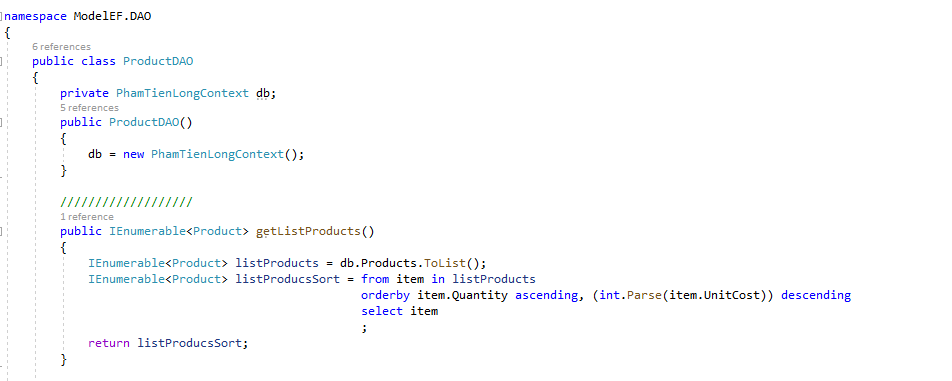 namespace ModelEF.DAO
{
6 references
public class ProductDAO
{
private PhamTienLongContext db;
5 references
public ProductDAO()
{
db = new PhamTienLongContext();
}
///////////////////
1 reference
public IEnumerable<Product> getListProducts()
{
IEnumerable<Product> listProducts = db.Products.ToList();
IEnumerable<Product> listProducsSort = from item in listProducts
orderby item.Quantity ascending, (int.Parse(item.UnitCost)) descending
select item
;
return listProducsSort;
}